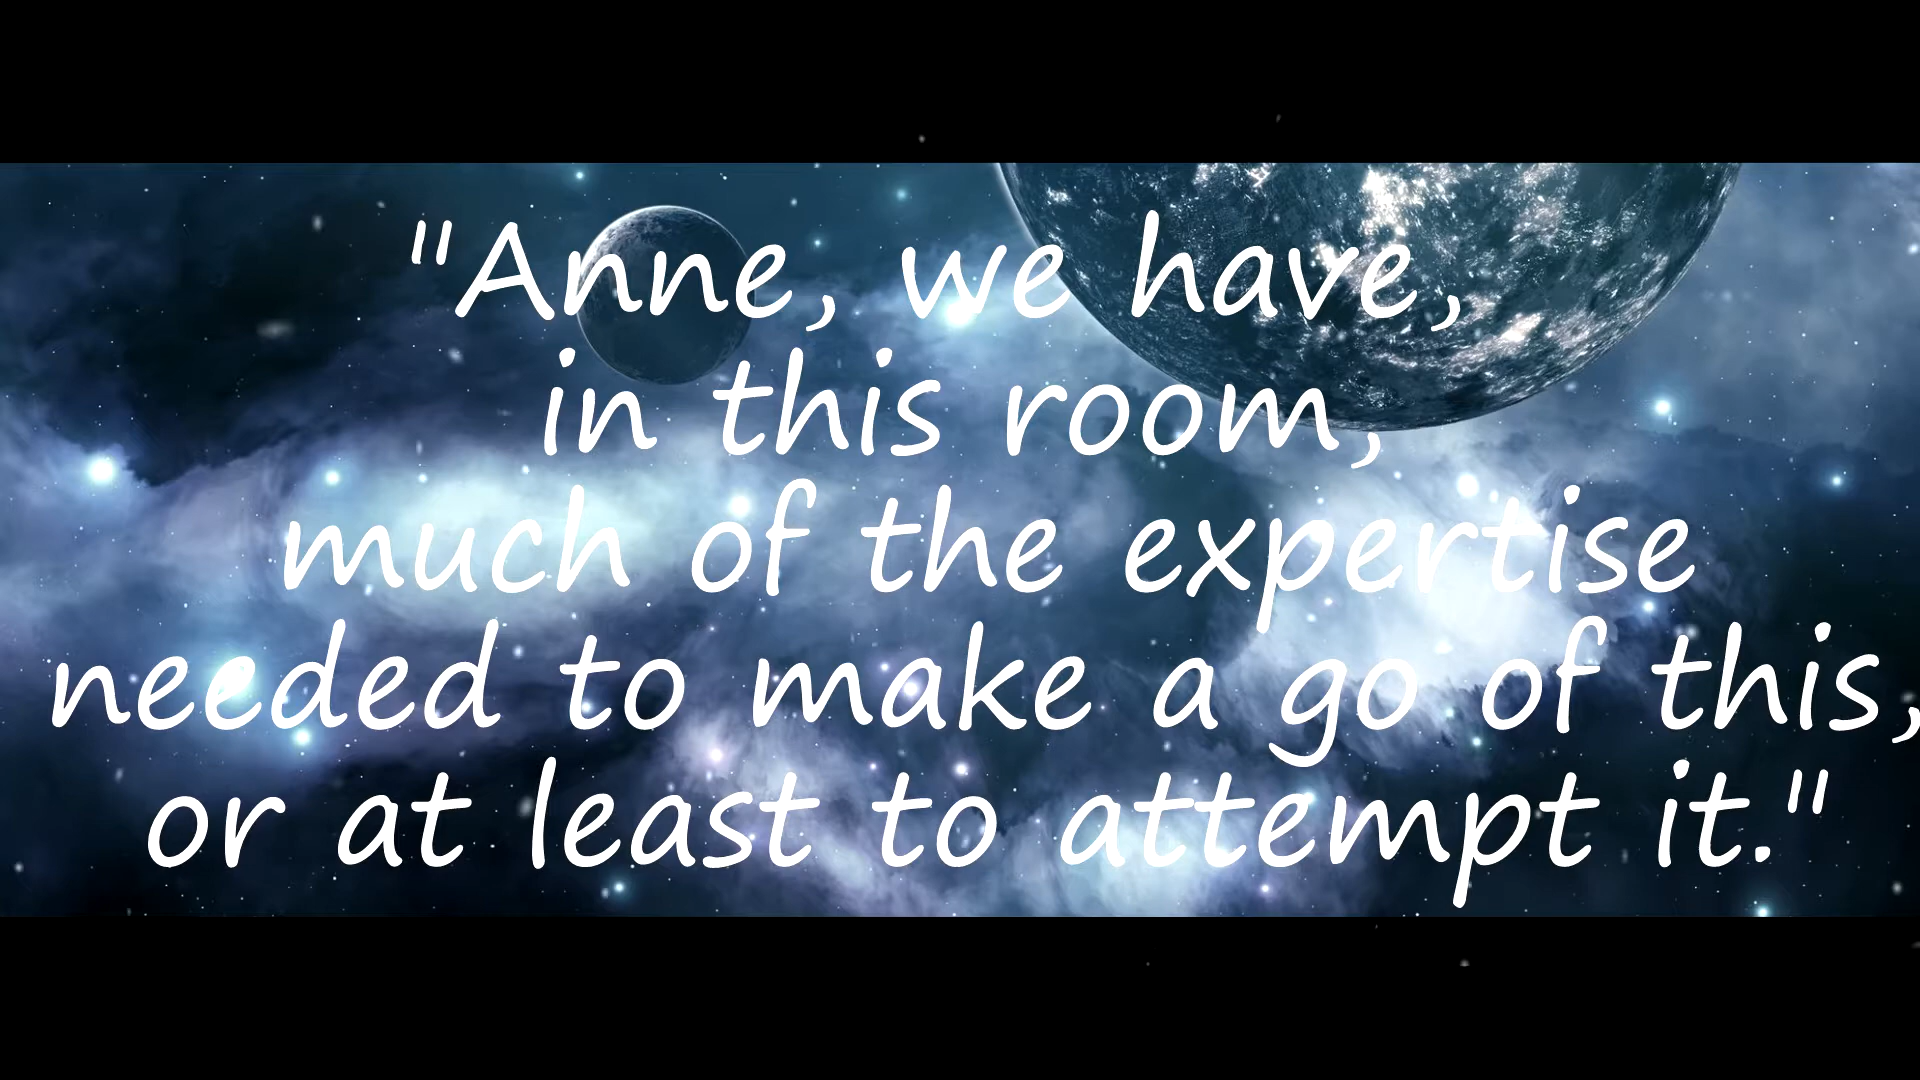 "Anne, we have,
in this room,
much of the expertise
needed to make a go of this,
or at least to attempt it."